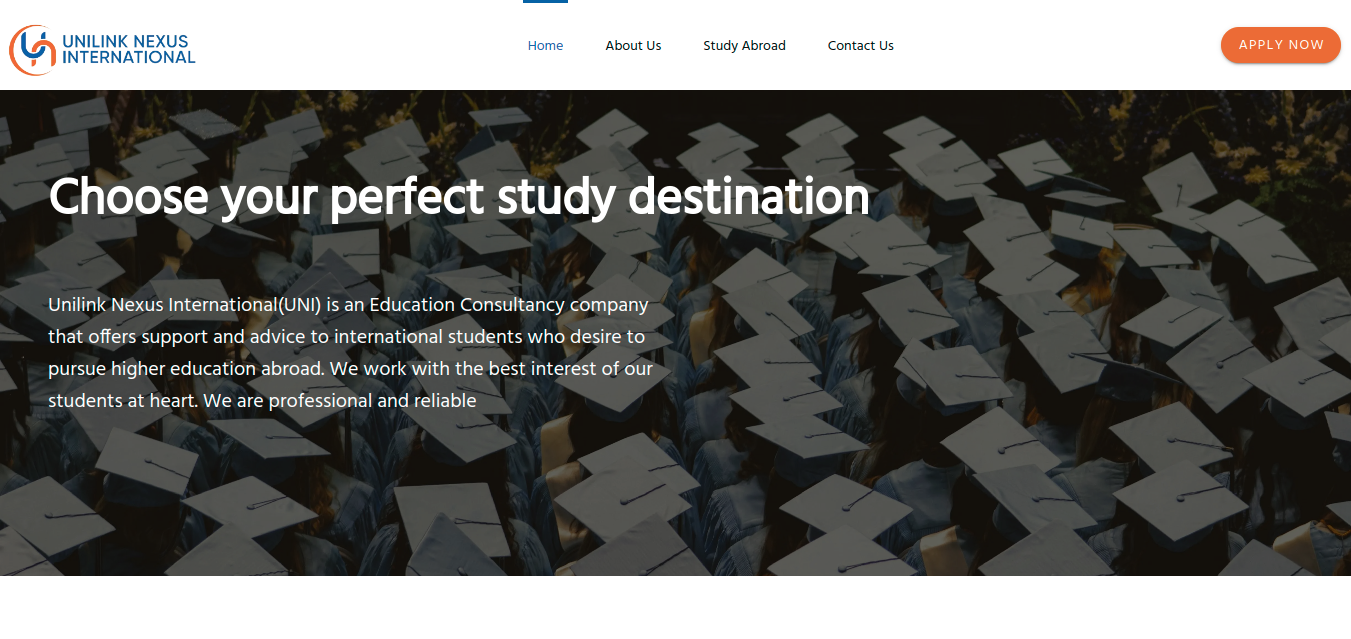 UNILINK NEXUS
INTERNATIONAL
Home
About Us
Study Abroad
Contact Us
APPLY NOW
Choose your perfect study destination
Unilink Nexus International(UNI) is an Education Consultancy company
that offers support and advice to international students who desire to
pursue higher education abroad. We work with the best interest of our
students at heart. We are professional and reliable